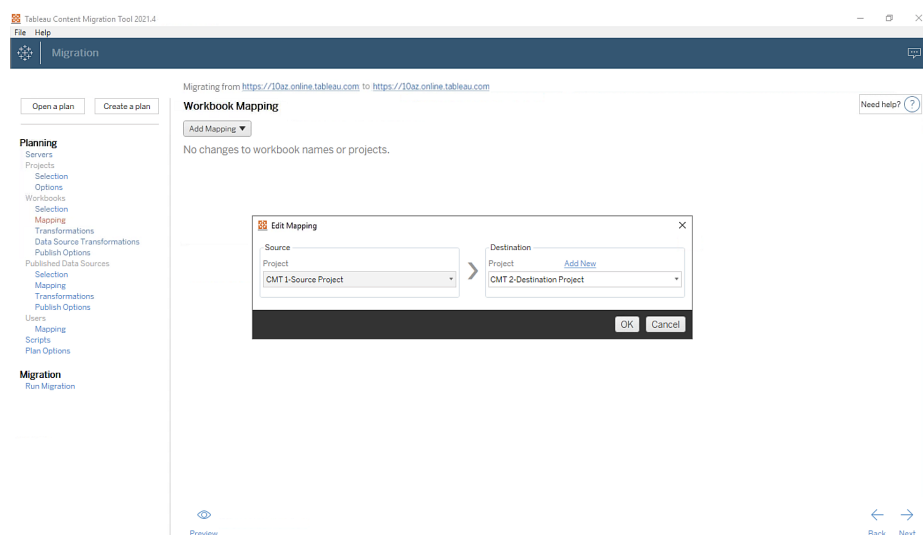 Tableau Content Migration Tool 2021.4
File Help
Migration
Migrating from https://10az.online.tableau.com to https://10az.online.tableau.com
Open a plan Create a plan
Workbook Mapping
Need help? ?
Add Mapping ▼
No changes to workbook names or projects.
Planning
Servers
Projects
Selection
Options
Workbooks
Selection
Mapping
Transformations
Data Source Transformations
Publish Options
Published Data Sources
Selection
Mapping
Transformations
Publish Options
Users
Mapping
Scripts
Plan Options
Migration
Run Migration
Edit Mapping
Source
Project
CMT 1-Source Project
Destination
Project Add New
CMT 2-Destination Project
OK Cancel
Preview
Back Next